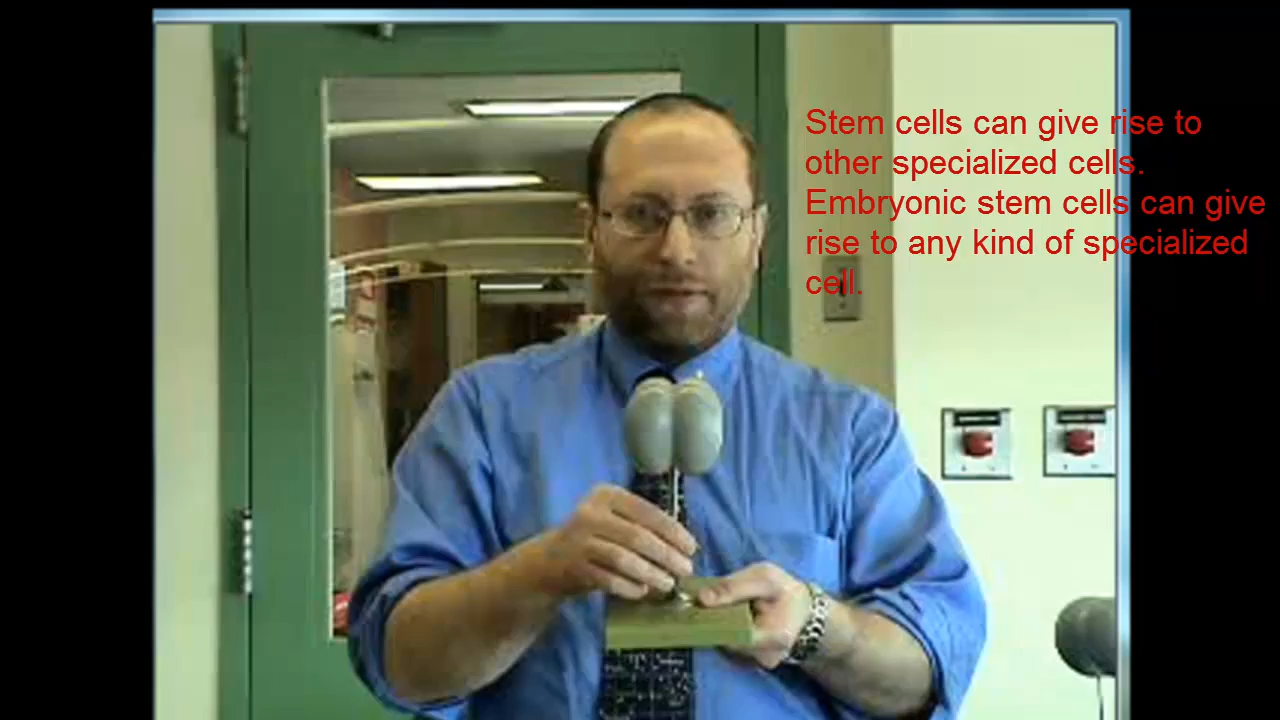 Stem cells can give rise to
other specialized cells.
Embryonic stem cells can give
rise to any kind of specialized
cell.